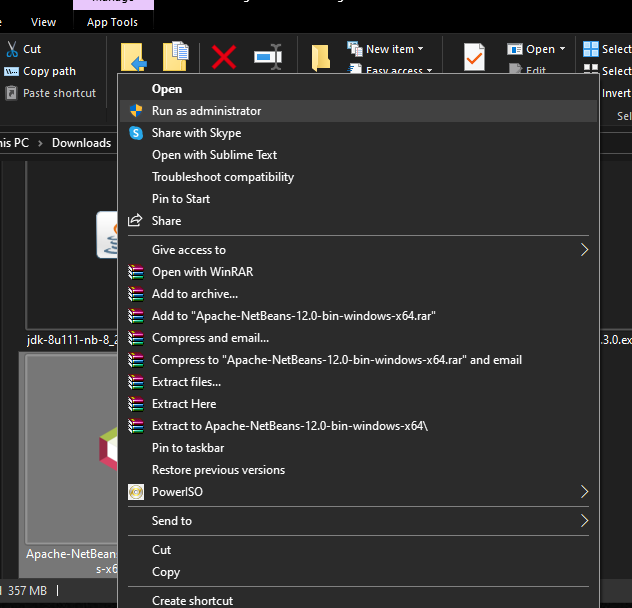 View
App Tools
Cut
Copy path
Paste shortcut
New item
Easy access
Open
Edit
Select
Select
Invert
Sel
his PC
Downloads
Open
Run as administrator
Share with Skype
Open with Sublime Text
Troubleshoot compatibility
Pin to Start
Share
Give access to
Open with WinRAR
Add to archive...
Add to "Apache-NetBeans-12.0-bin-windows-x64.rar"
Compress and email...
Compress to "Apache-NetBeans-12.0-bin-windows-x64.rar" and email
Extract files...
Extract Here
Extract to Apache-NetBeans-12.0-bin-windows-x64\
Pin to taskbar
Restore previous versions
PowerISO
Send to
Cut
Copy
Create shortcut
jdk-8u111-nb-8_2
.3.0.ex
Apache-NetBeans
s-x6
357 MB